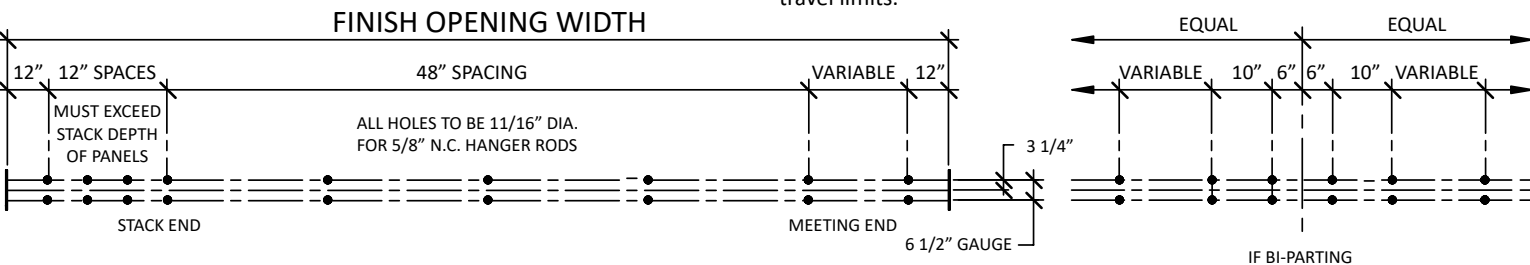 travel limits.
FINISH OPENING WIDTH
EQUAL EQUAL
12” 12” SPACES 48” SPACING VARIABLE 12” VARIABLE 10” 6” 6” 10” VARIABLE
MUST EXCEED
STACK DEPTH
OF PANELS
ALL HOLES TO BE 11/16” DIA.
FOR 5/8” N.C. HANGER RODS
3 1/4”
STACK END
MEETING END
6 1/2” GAUGE
IF BI-PARTING